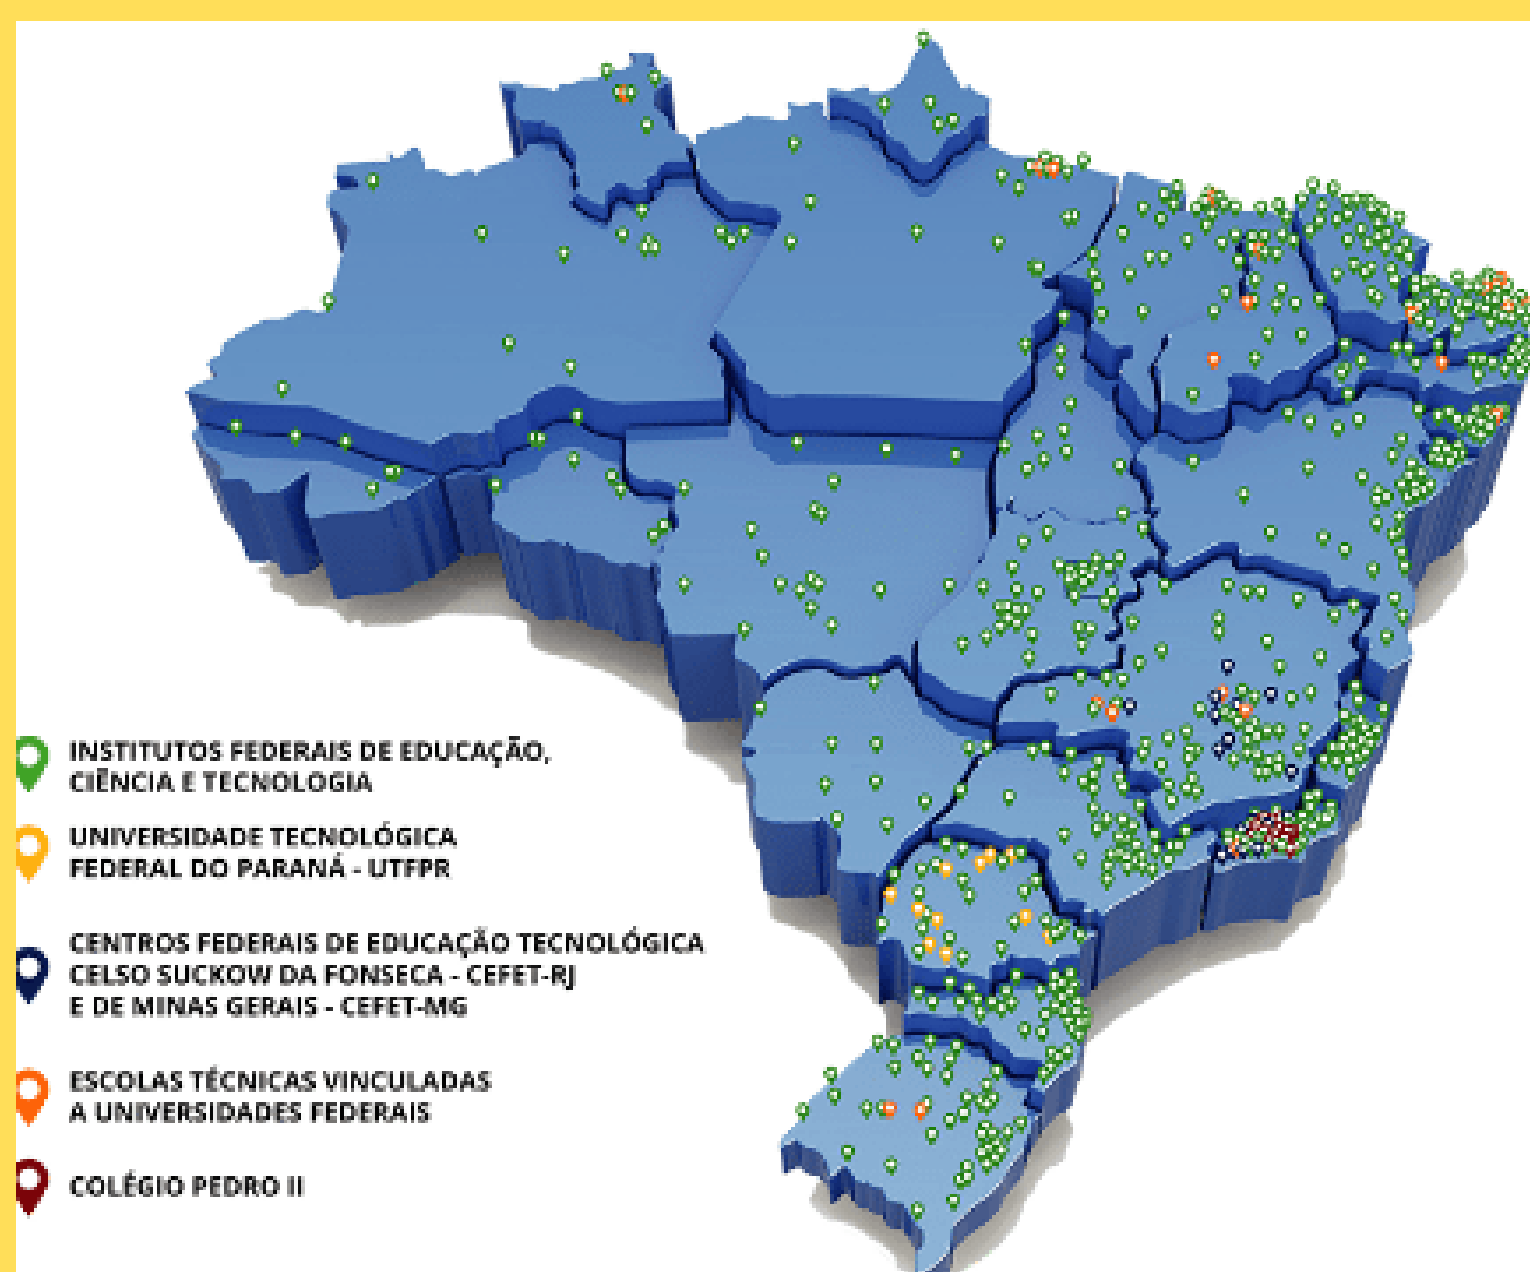 INSTITUTOS FEDERAIS DE EDUCAÇÃO,
CIÊNCIA E TECNOLOGIA
UNIVERSIDADE TECNOLÓGICA
FEDERAL DO PARANÁ - UTFPR
CENTROS FEDERAIS DE EDUCAÇÃO TECNOLÓGICA
CELSO SUCKOW DA FONSECA - CEFET-RJ
E DE MINAS GERAIS - CEFET-MG
ESCOLAS TÉCNICAS VINCULADAS
A UNIVERSIDADES FEDERAIS
COLÉGIO PEDRO II